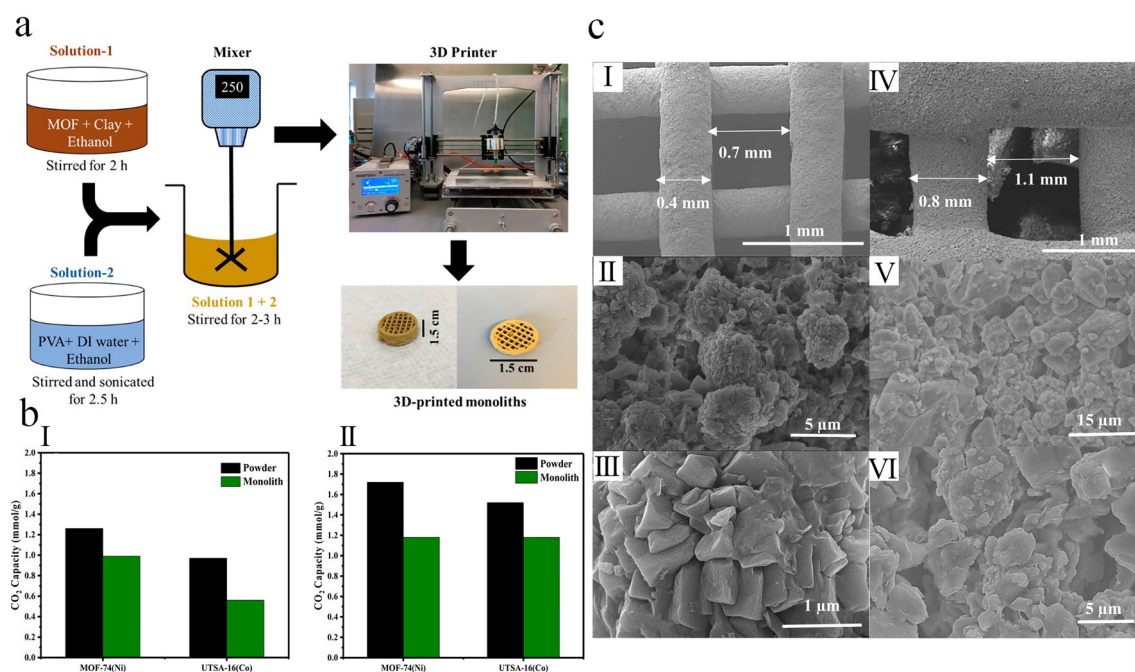 a
Solution-1
MOF + Clay +
Ethanol
Stirred for 2 h
Solution-2
PVA+ DI water +
Ethanol
Stirred and sonicated
for 2.5 h
Mixer
250
Solution 1 + 2
Stirred for 2-3 h
3D Printer
1.5 cm
1.5 cm
3D-printed monoliths
b
I
CO2 Capacity (mmol/g)
2.0
1.8
1.6
1.4
1.2
1.0
0.8
0.6
0.4
0.2
0.0
Powder
Monolith
MOF-74(Ni)
UTSA-16(Co)
II
CO2 Capacity (mmol/g)
2.0
1.8
1.6
1.4
1.2
1.0
0.8
0.6
0.4
0.2
0.0
Powder
Monolith
MOF-74(Ni)
UTSA-16(Co)
c
I
0.7 mm
0.4 mm
1 mm
II
5 µm
III
1 µm
IV
1.1 mm
0.8 mm
1 mm
V
15 µm
VI
5 µm